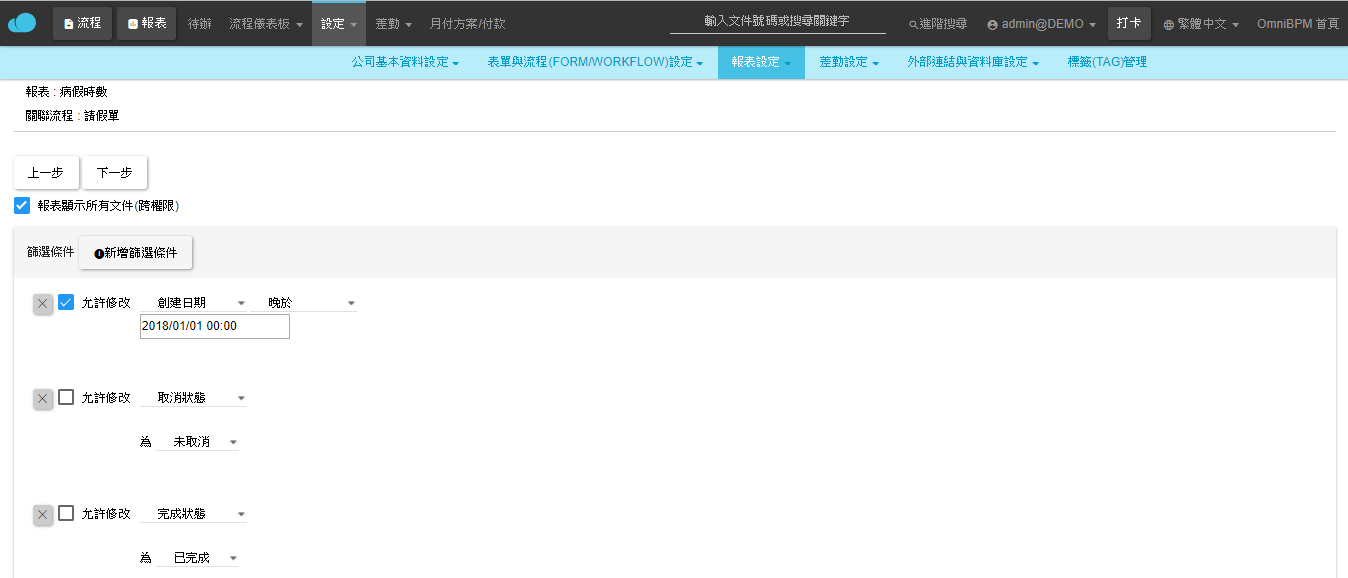 流程 報表 待辦 流程儀表板 設定 差勤 月付方案/付款 輸入文件號碼或搜尋關鍵字 進階搜尋 admin@DEMO 打卡 繁體中文 OmniBPM 首頁
公司基本資料設定 表單與流程(FORM/WORKFLOW)設定 報表設定 差勤設定 外部連結與資料庫設定 標籤(TAG)管理
報表 : 病假時數
關聯流程 : 請假單
上一步 下一步
報表顯示所有文件(跨權限)
篩選條件 新增篩選條件
允許修改 創建日期 晚於
2018/01/01 00:00
允許修改 取消狀態
為 未取消
允許修改 完成狀態
為 已完成